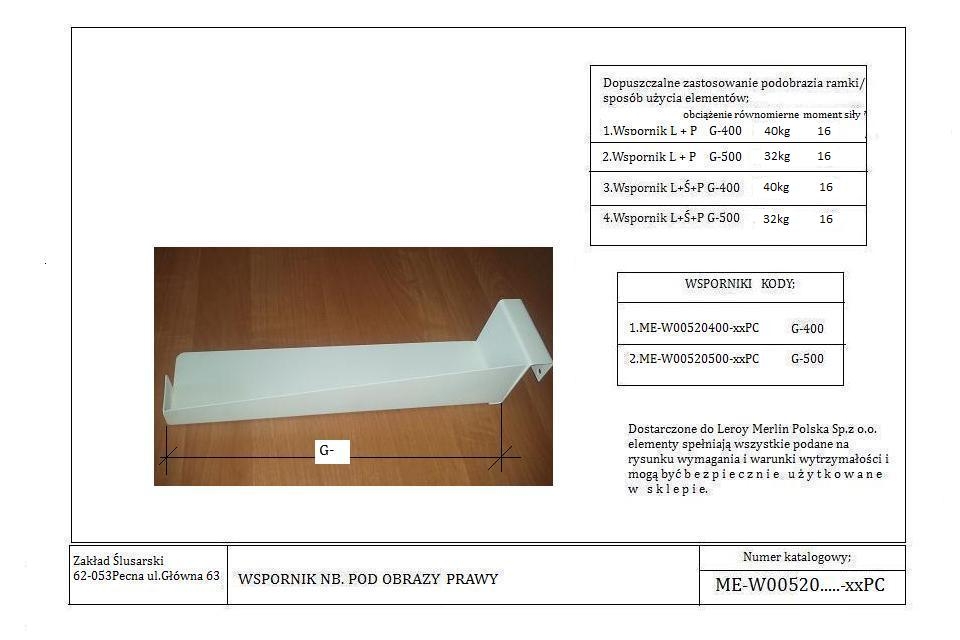 Dopuszczalne zastosowanie podobrazia ramki/
sposób użycia elementów;
obciążenie równomierne moment siły
1.Wspornik L + P G-400 40kg 16
2.Wspornik L + P G-500 32kg 16
3.Wspornik L+Ś+P G-400 40kg 16
4.Wspornik L+Ś+P G-500 32kg 16
WSPORNIKI KODY;
1.ME-W00520400-xxPC G-400
2.ME-W00520500-xxPC G-500
G-
Dostarczone do Leroy Merlin Polska Sp.z o.o.
elementy spełniają wszystkie podane na
rysunku wymagania i warunki wytrzymałości i
mogą być b e z p i e c z n i e u ż y t k o w a n e
w s k l e p i e.
Zakład Ślusarski
62-053Pecna ul.Główna 63
WSPORNIK NB. POD OBRAZY PRAWY
Numer katalogowy;
ME-W00520.....-xxPC